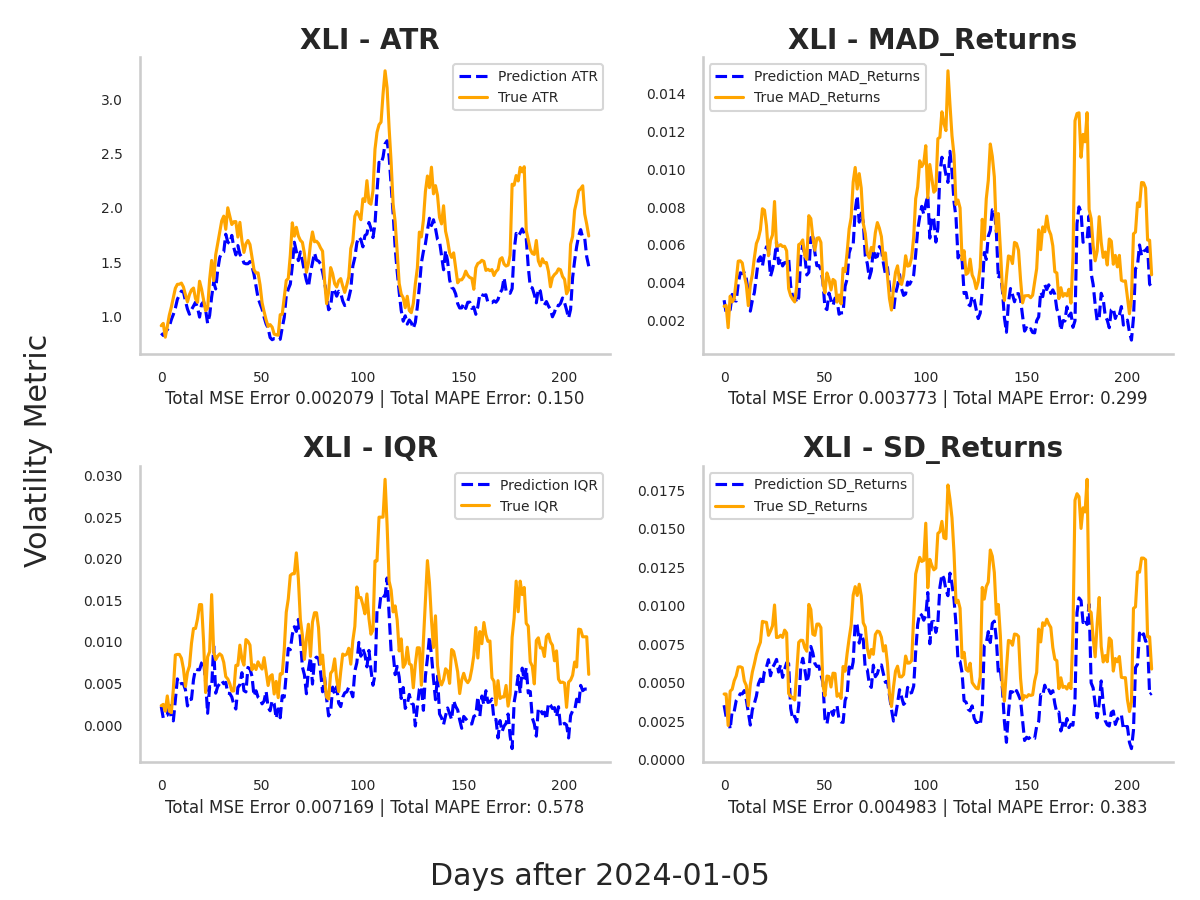 Volatility Metric
XLI - ATR
Prediction ATR
True ATR
3.0
2.5
2.0
1.5
1.0
0 50 100 150 200
Total MSE Error 0.002079 | Total MAPE Error: 0.150
XLI - MAD_Returns
Prediction MAD_Returns
True MAD_Returns
0.014
0.012
0.010
0.008
0.006
0.004
0.002
0 50 100 150 200
Total MSE Error 0.003773 | Total MAPE Error: 0.299
XLI - IQR
Prediction IQR
True IQR
0.030
0.025
0.020
0.015
0.010
0.005
0.000
0 50 100 150 200
Total MSE Error 0.007169 | Total MAPE Error: 0.578
XLI - SD_Returns
Prediction SD_Returns
True SD_Returns
0.0175
0.0150
0.0125
0.0100
0.0075
0.0050
0.0025
0.0000
0 50 100 150 200
Total MSE Error 0.004983 | Total MAPE Error: 0.383
Days after 2024-01-05